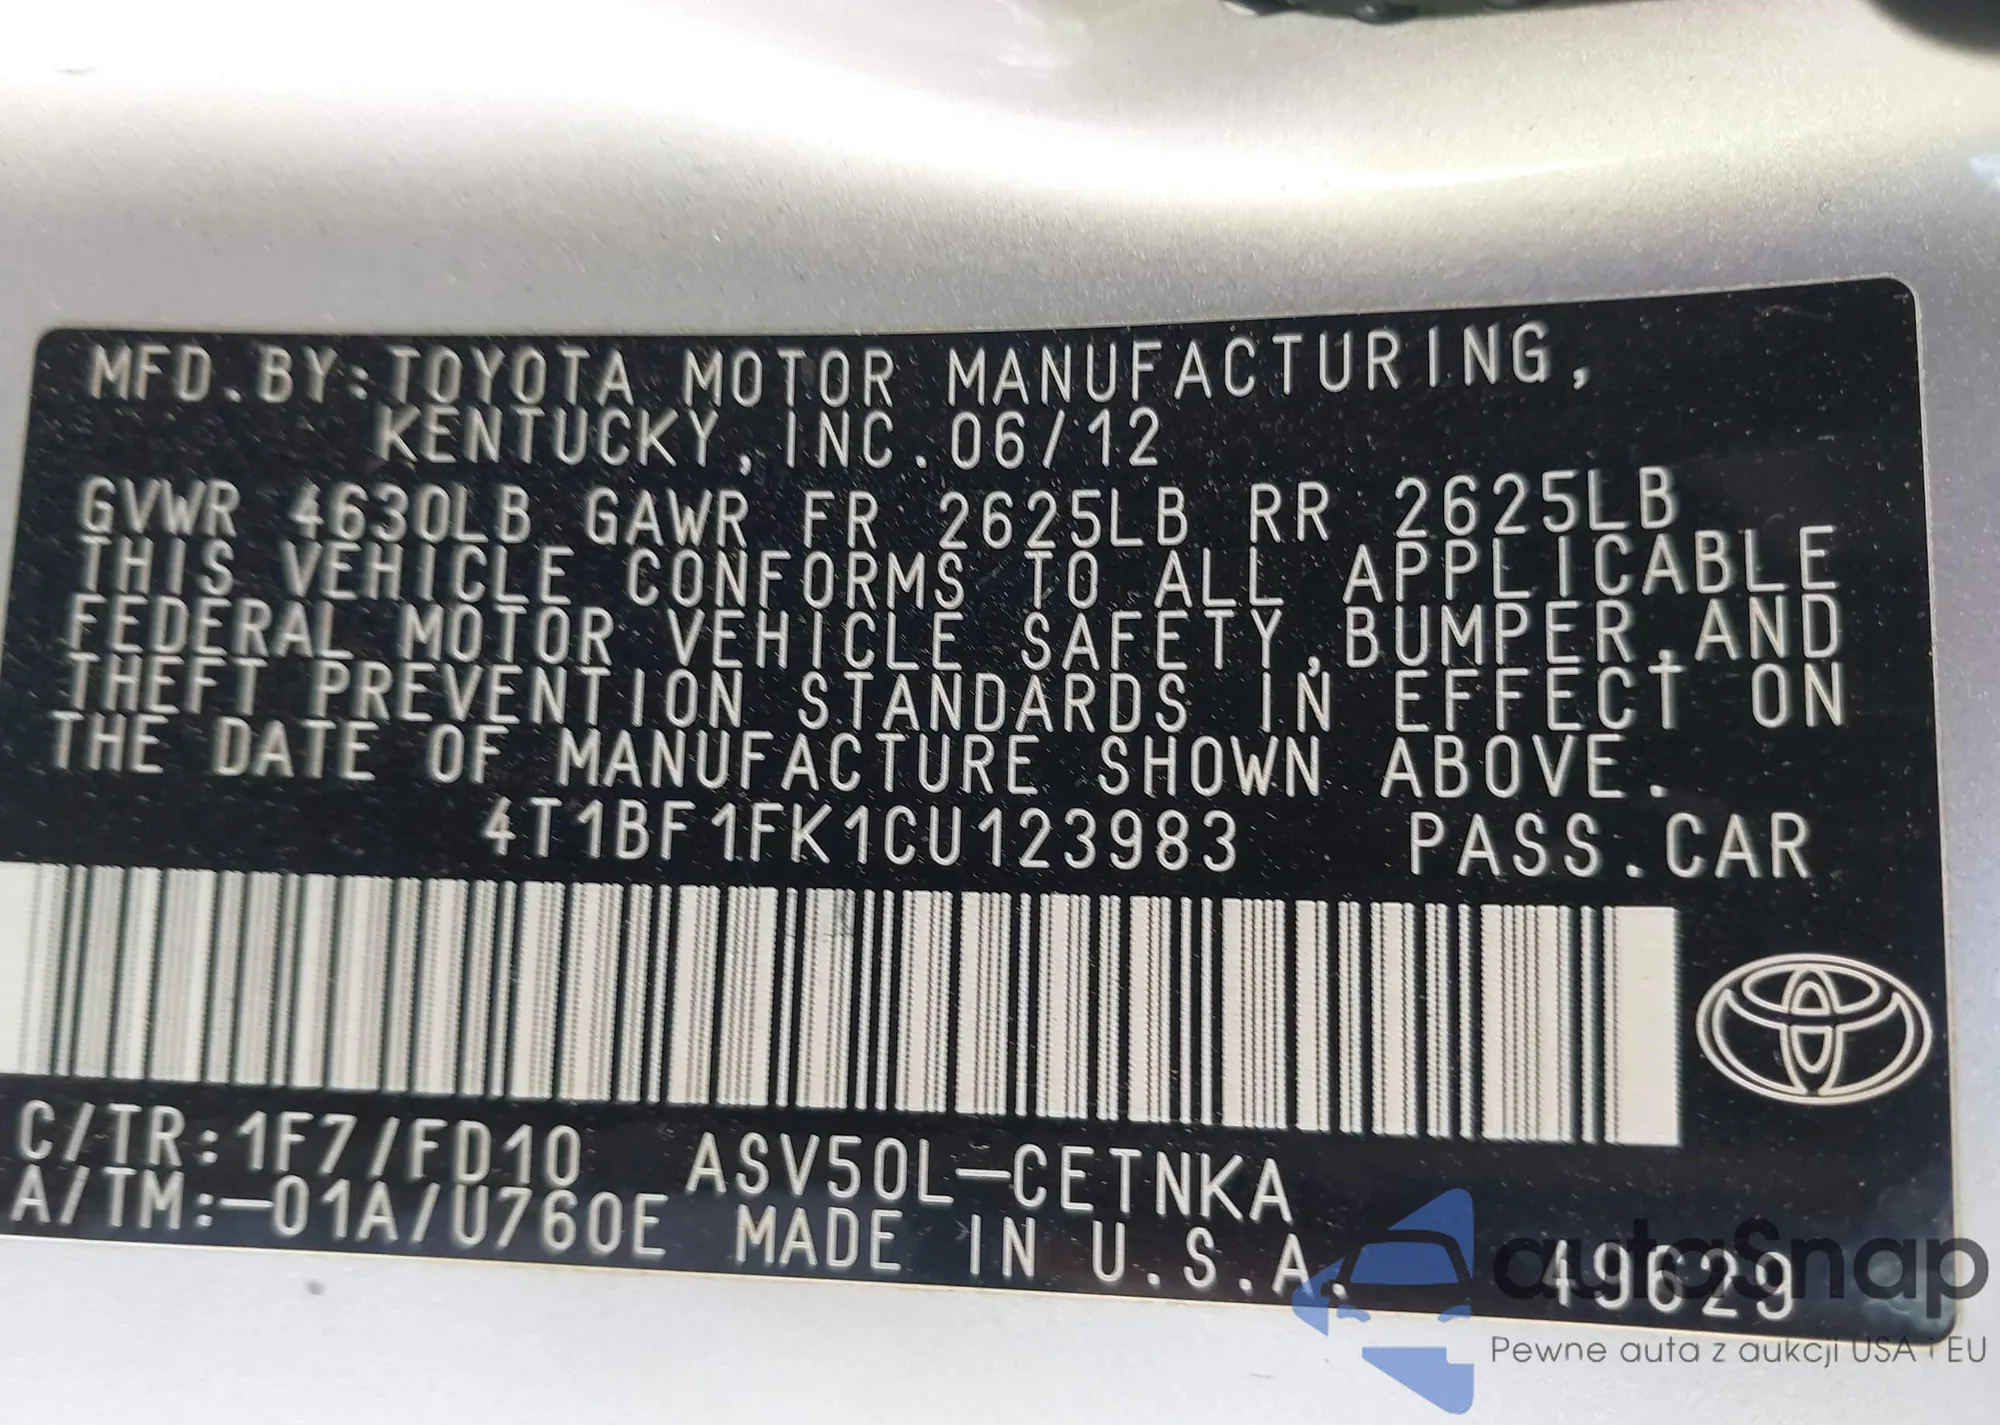 MFD.BY:TOYOTA MOTOR MANUFACTURING,
KENTUCKY, INC. 06/12
GVWR 4630LB GAWR FR 2625LB RR 2625LB
THIS VEHICLE CONFORMS TO ALL APPLICABLE
FEDERAL MOTOR VEHICLE SAFETY,BUMPER,AND
THEFT PREVENTION STANDARDS IN EFFECT ON
THE DATE OF MANUFACTURE SHOWN ABOVE.
4T1BF1FK1CU123983 PASS.CAR
C/TR:1F7/FD10 ASV50L-CETNKA
A/TM:-01A/U760E MADE IN U.S.A. 49629
autoSnap
Pewne auta z aukcji USA i EU